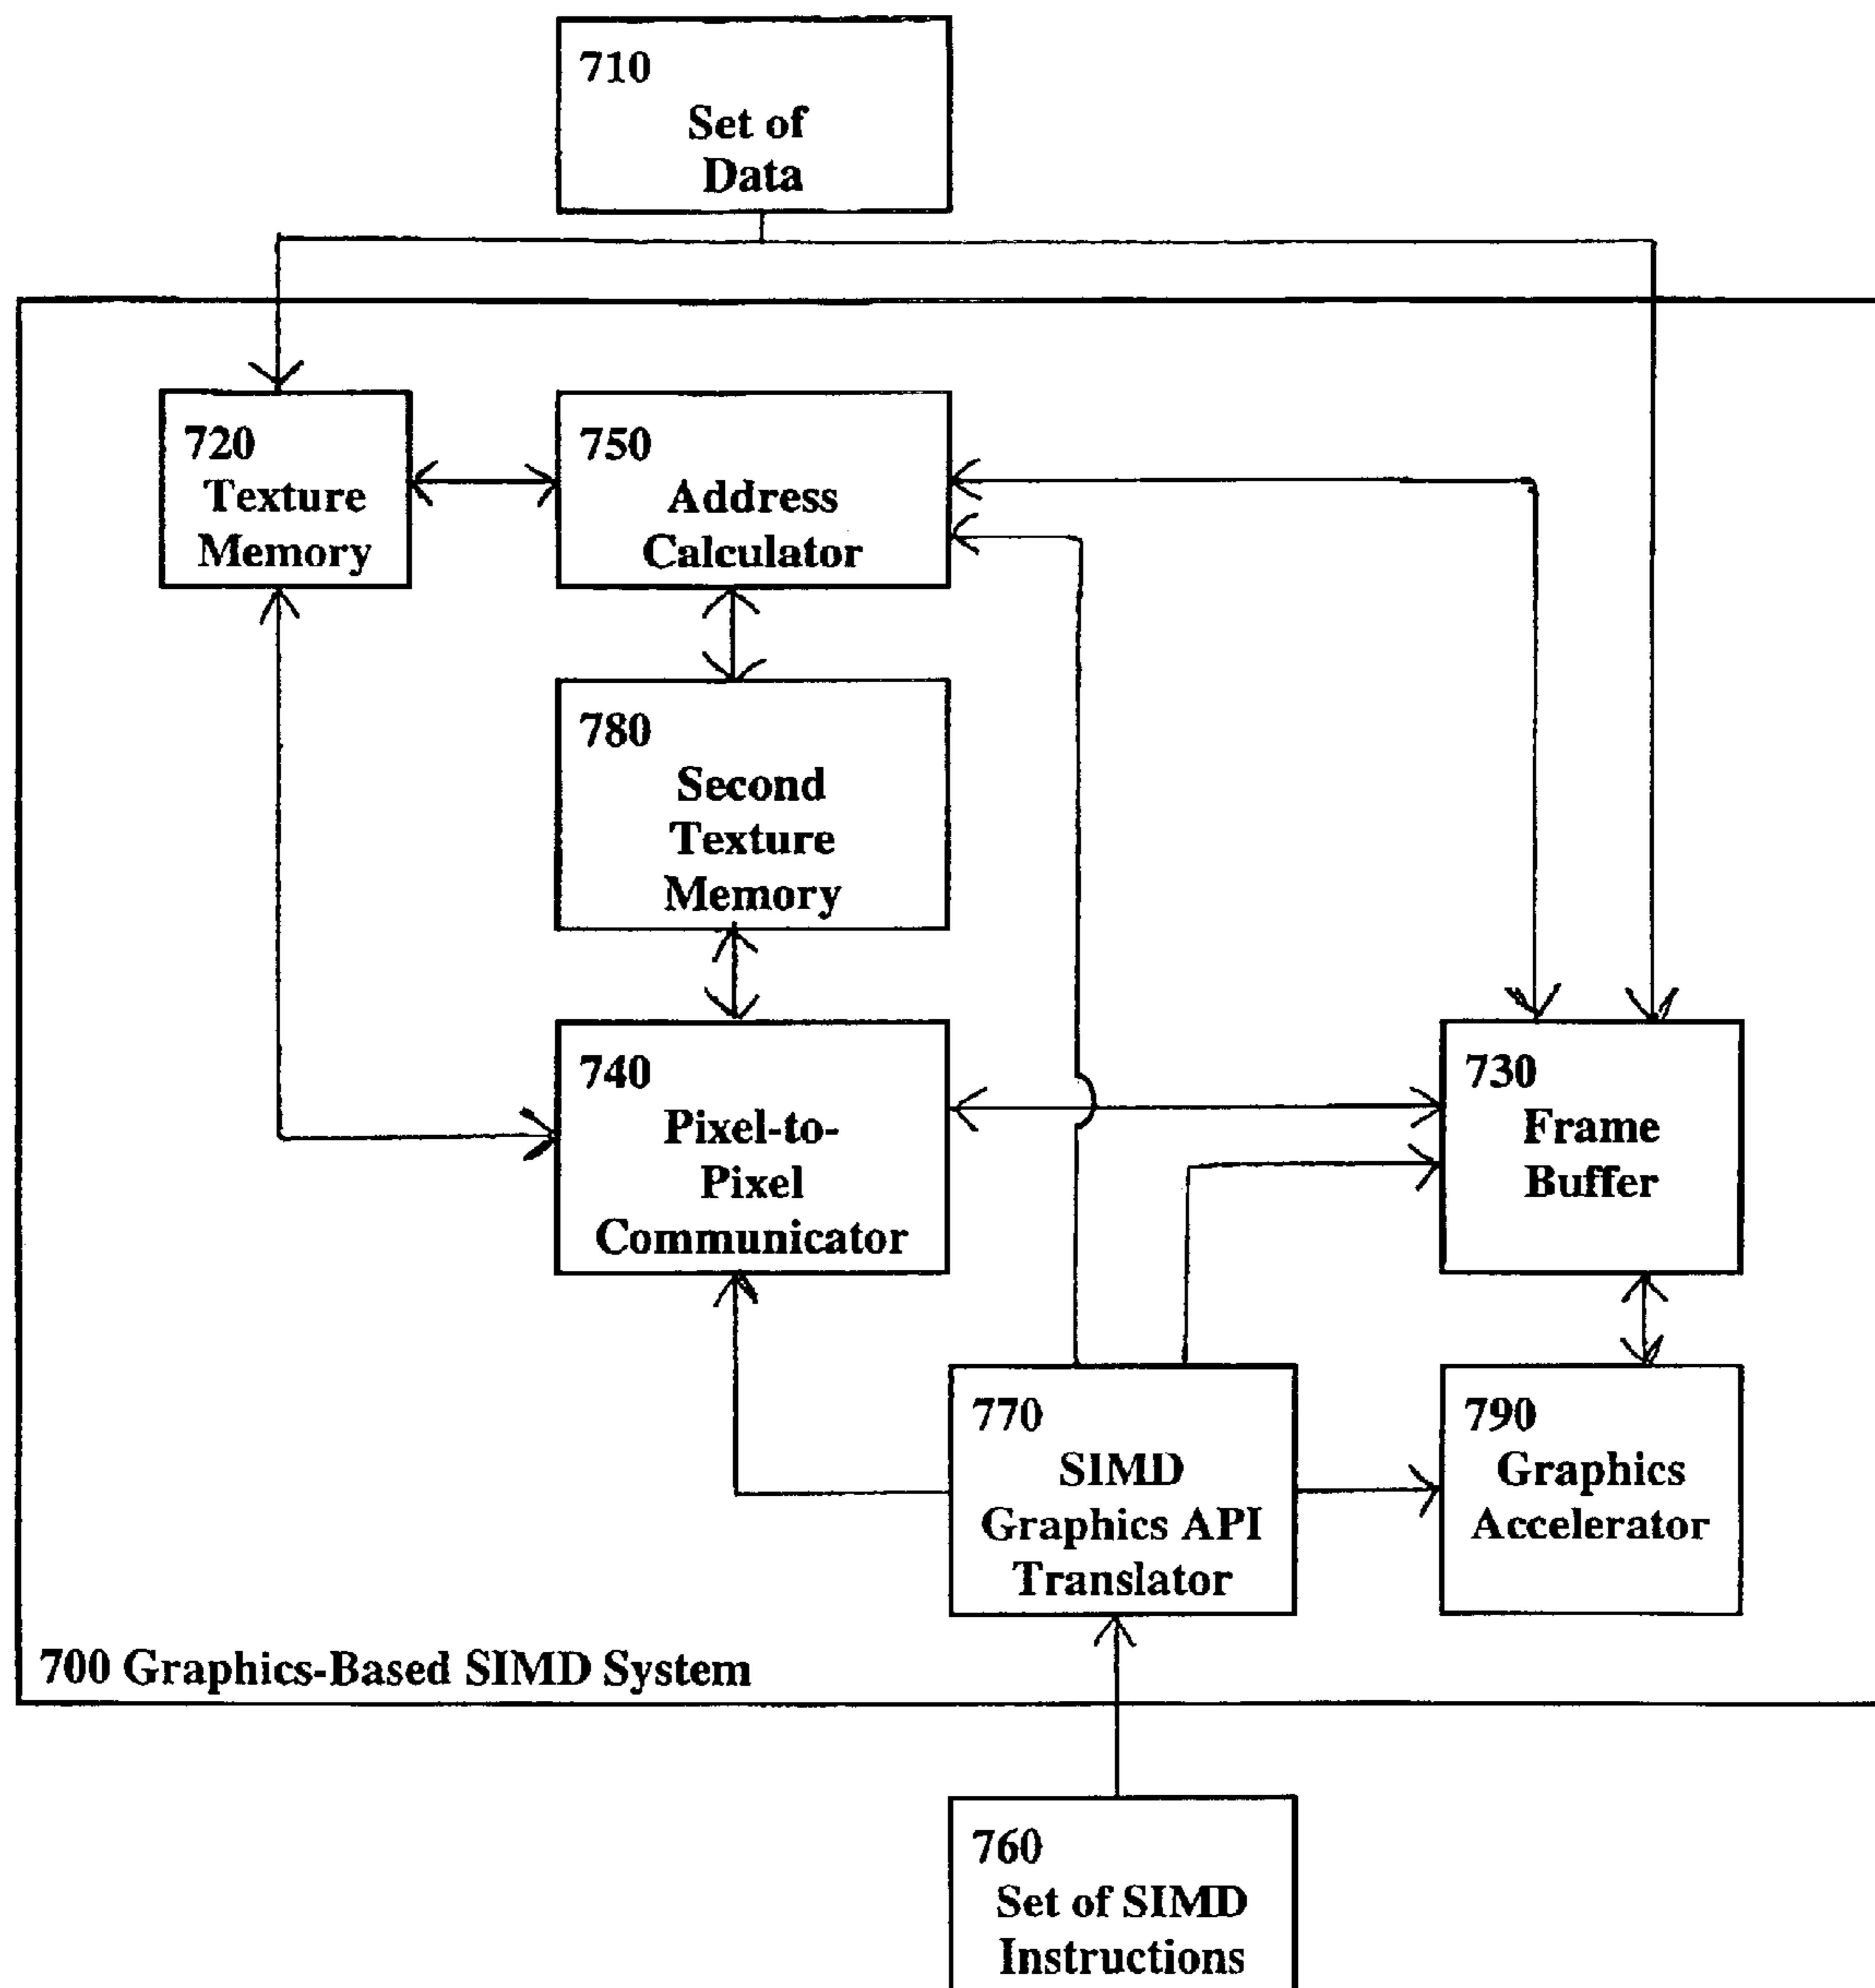 710
Set of
Data
720
Texture
Memory
750
Address
Calculator
780
Second
Texture
Memory
740
Pixel-to-
Pixel
Communicator
730
Frame
Buffer
770
SIMD
Graphics API
Translator
790
Graphics
Accelerator
700 Graphics-Based SIMD System
760
Set of SIMD
Instructions